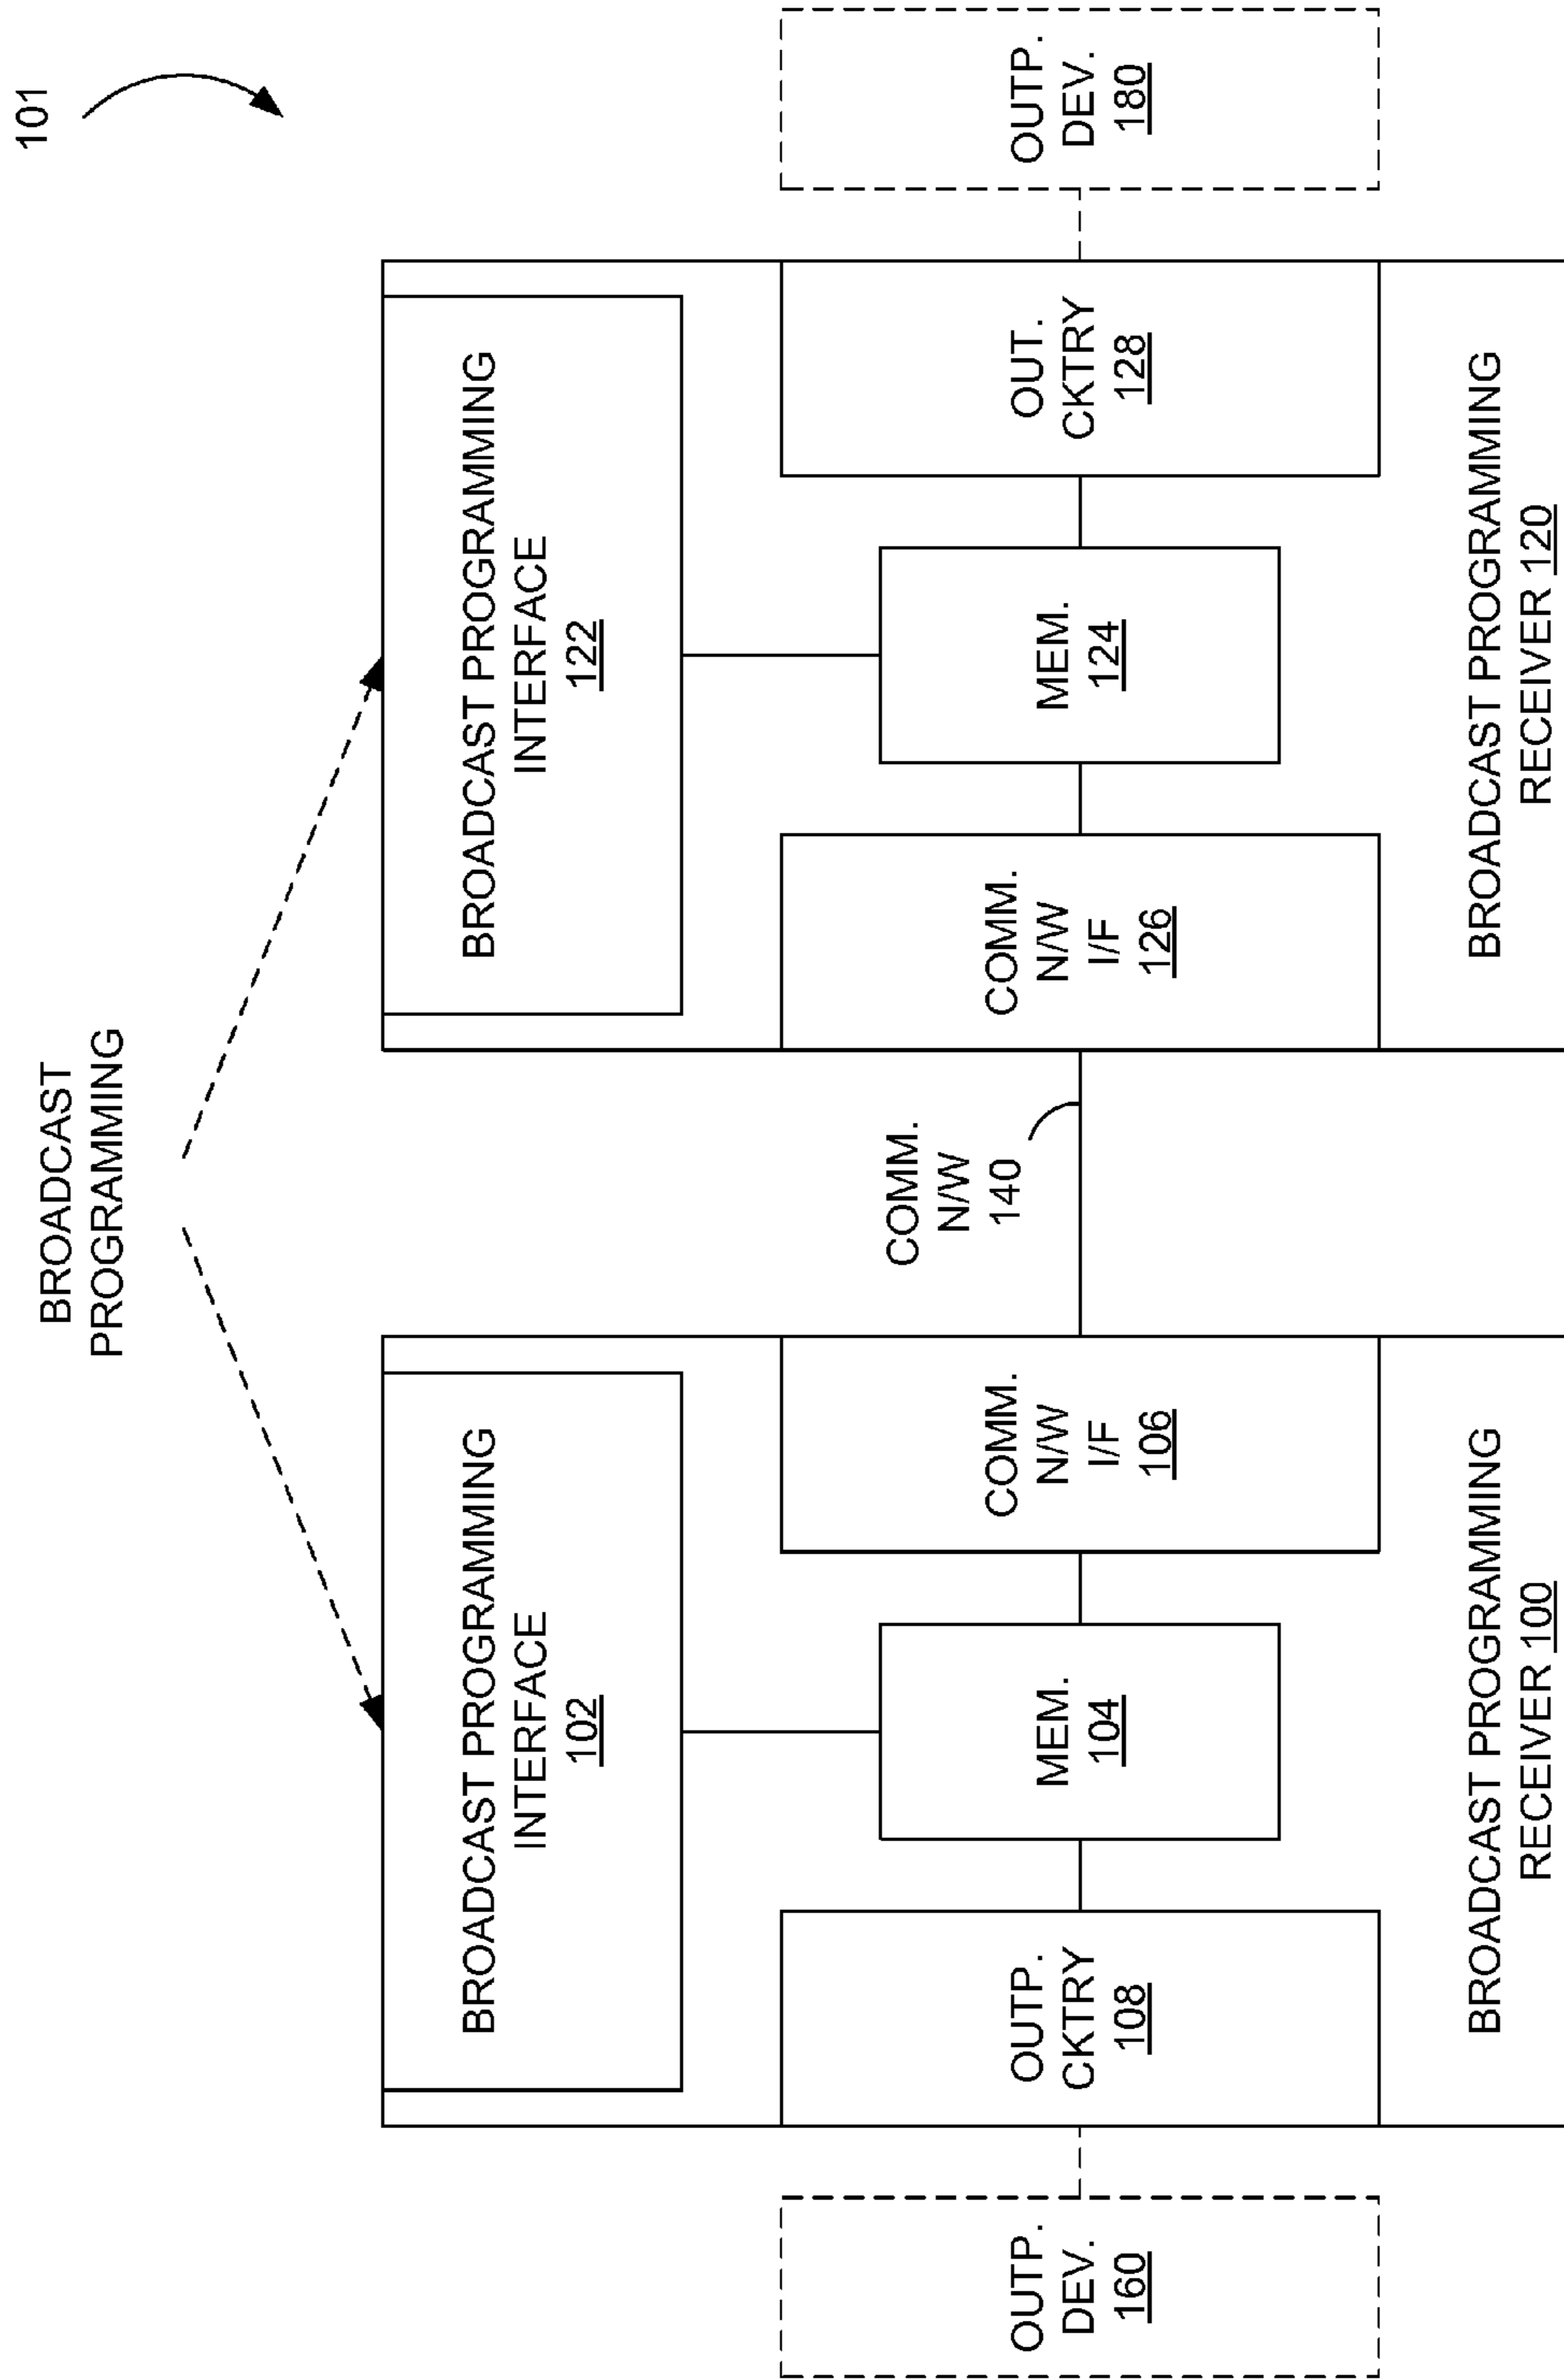 101
BROADCAST
PROGRAMMING
BROADCAST PROGRAMMING
INTERFACE
102
OUTP.
CKTRY
108
MEM.
104
COMM.
N/W
I/F
106
BROADCAST PROGRAMMING
RECEIVER 100
OUTP.
DEV.
160
COMM.
N/W
140
BROADCAST PROGRAMMING
INTERFACE
122
COMM.
N/W
I/F
126
MEM.
124
OUT.
CKTRY
128
BROADCAST PROGRAMMING
RECEIVER 120
OUTP.
DEV.
180